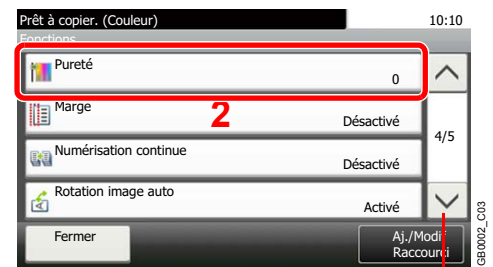 Prêt à copier. (Couleur) 10:10
Fonctions
Pureté 0
2
Marge Désactivé
4/5
Numérisation continue Désactivé
Rotation image auto Activé
Fermer
Aj./Modif
Raccourci
GB0002_C03